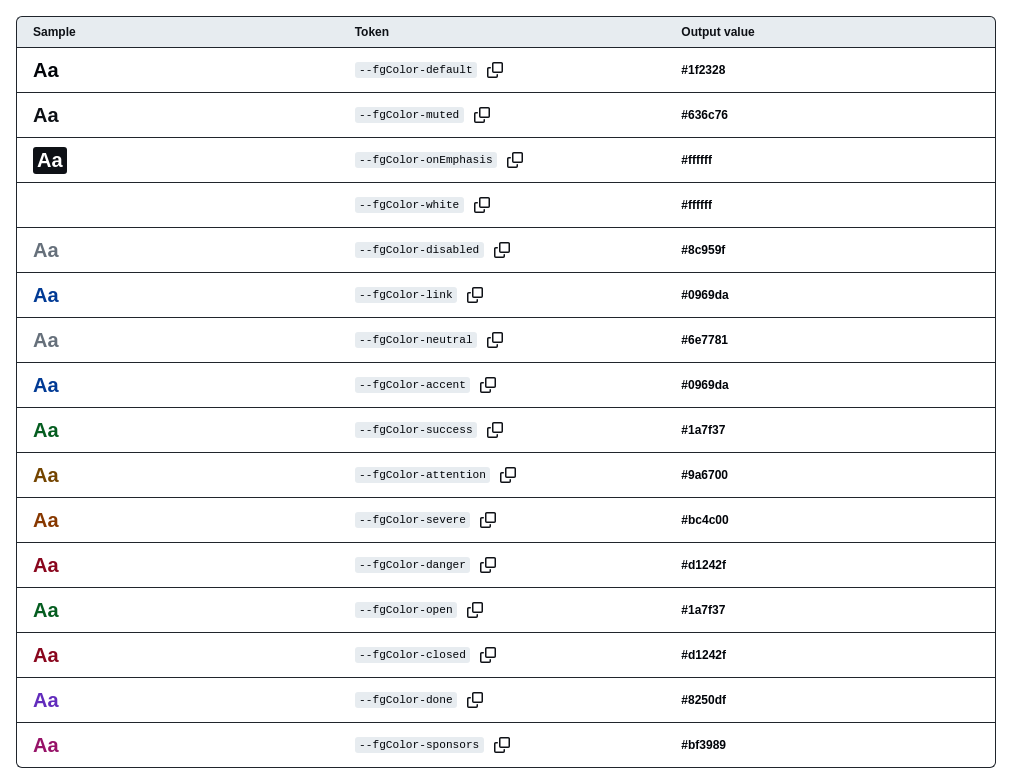 Sample Token Output value
Aa --fgColor-default #1f2328
Aa --fgColor-muted #636c76
Aa --fgColor-onEmphasis #ffffff
--fgColor-white #ffffff
Aa --fgColor-disabled #8c959f
Aa --fgColor-link #0969da
Aa --fgColor-neutral #6e7781
Aa --fgColor-accent #0969da
Aa --fgColor-success #1a7f37
Aa --fgColor-attention #9a6700
Aa --fgColor-severe #bc4c00
Aa --fgColor-danger #d1242f
Aa --fgColor-open #1a7f37
Aa --fgColor-closed #d1242f
Aa --fgColor-done #8250df
Aa --fgColor-sponsors #bf3989